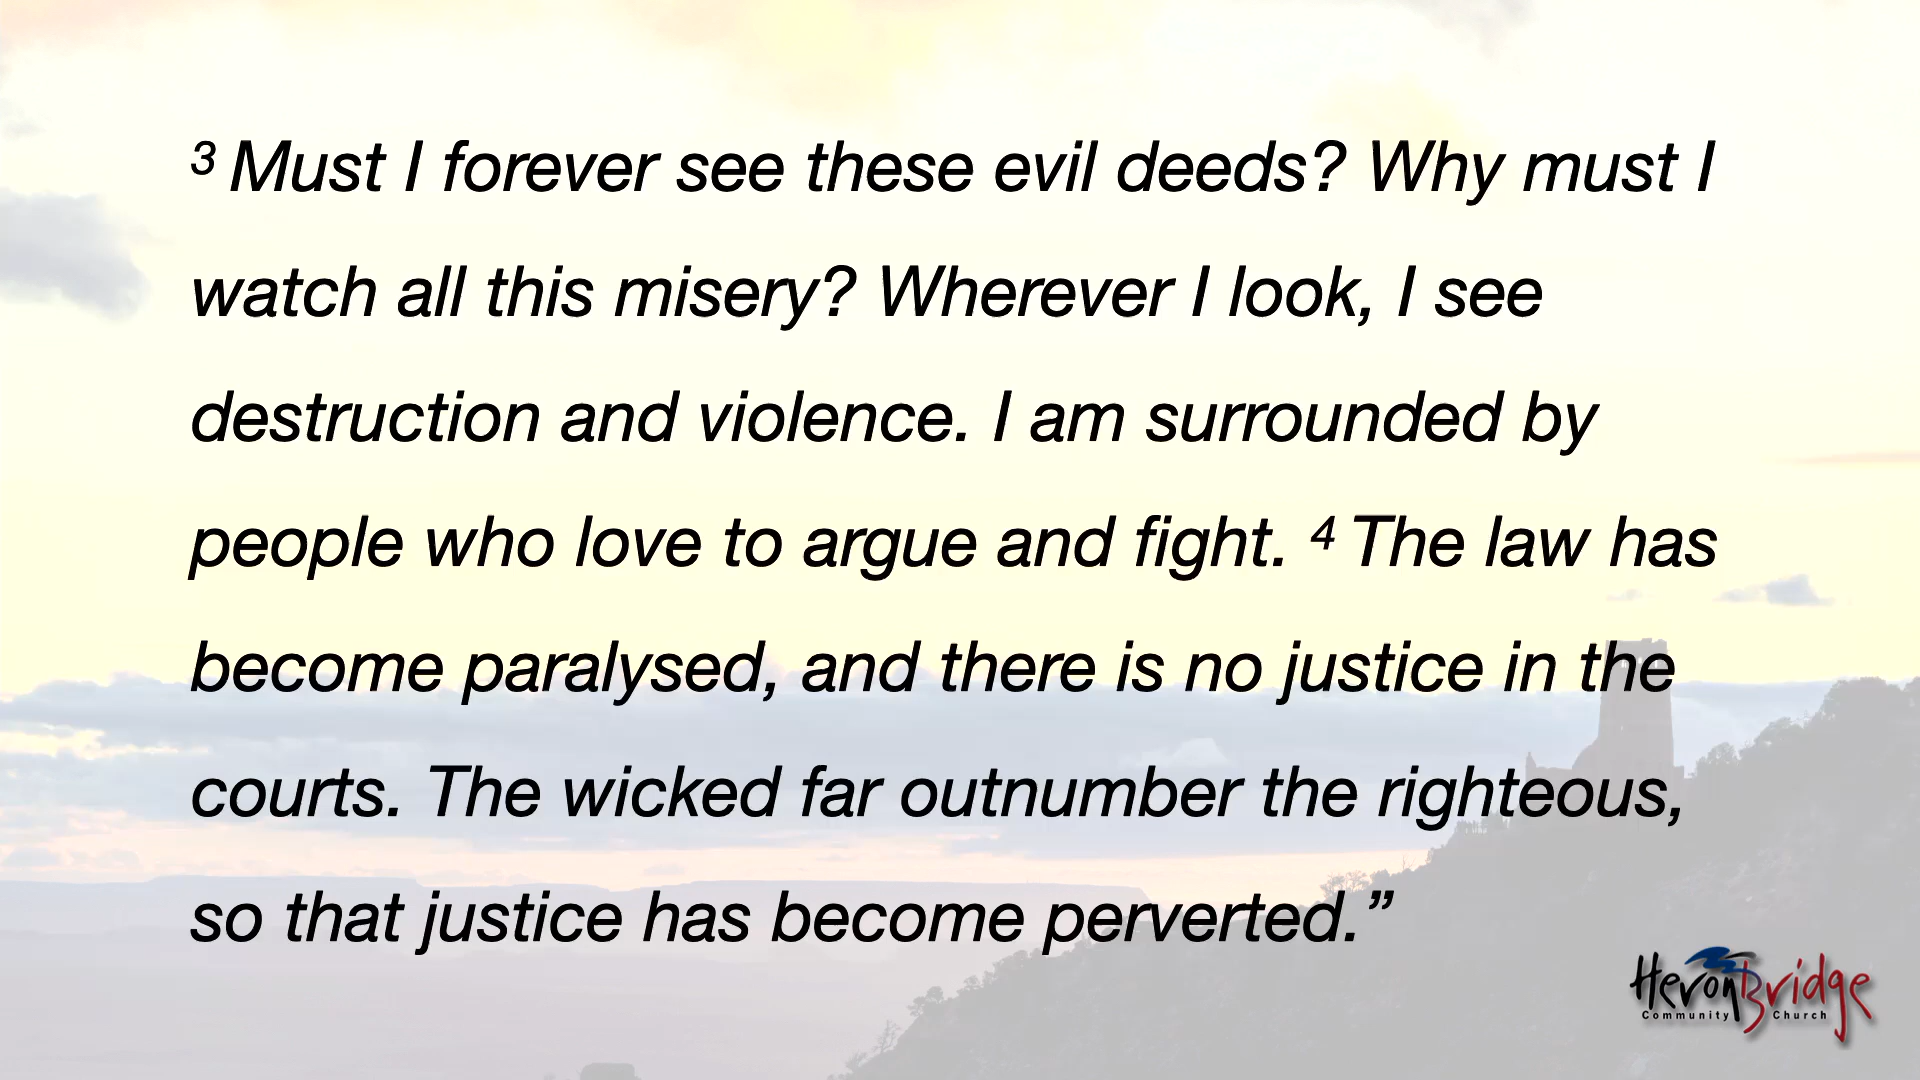 ³ Must I forever see these evil deeds? Why must I
watch all this misery? Wherever I look, I see
destruction and violence. I am surrounded by
people who love to argue and fight. ⁴ The law has
become paralysed, and there is no justice in the
courts. The wicked far outnumber the righteous,
so that justice has become perverted.”
HeronBridge
Community Church